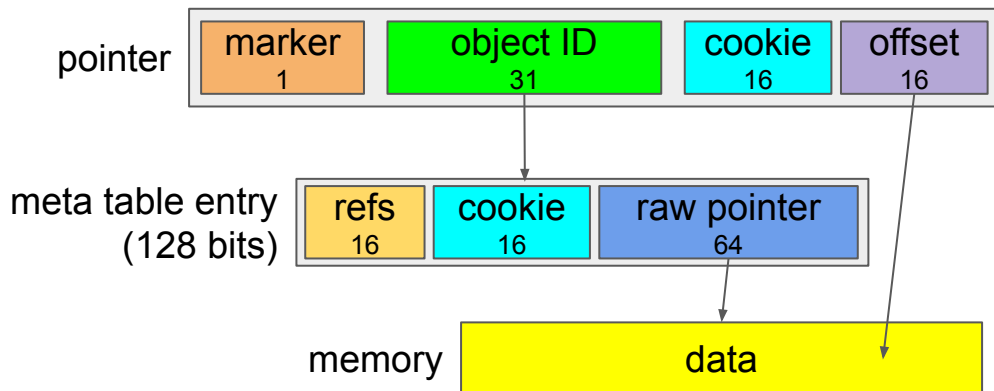 pointer
marker
1
object ID
31
cookie
16
offset
16
meta table entry
(128 bits)
refs
16
cookie
16
raw pointer
64
memory
data